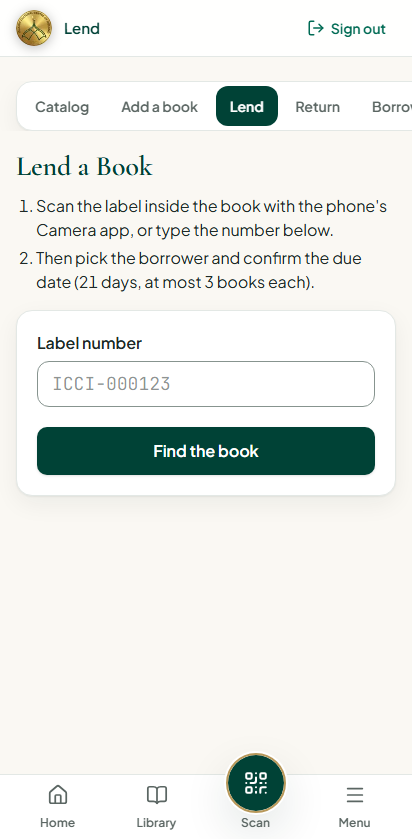 Lend
Sign out
Catalog
Add a book
Lend
Return
Lend a Book
1. Scan the label inside the book with the phone's
Camera app, or type the number below.
2. Then pick the borrower and confirm the due
date (21 days, at most 3 books each).
Label number
ICCI-000123
Find the book
Home
Library
Scan
Menu